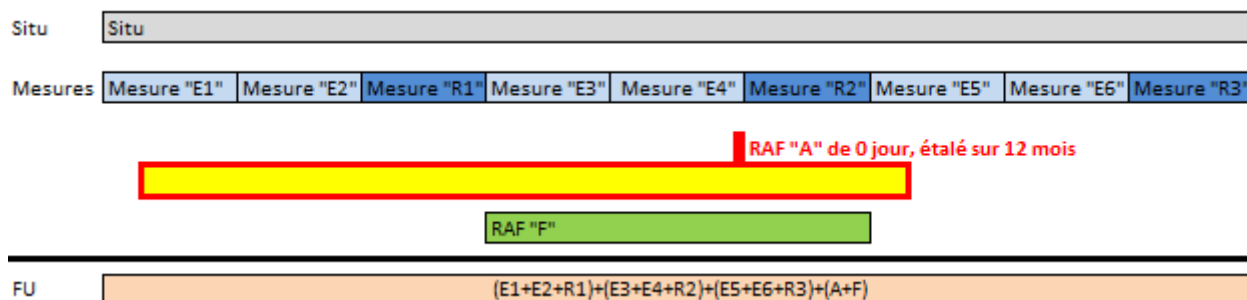 Situ Situ
Mesures Mesure "E1" Mesure "E2" Mesure "R1" Mesure "E3" Mesure "E4" Mesure "R2" Mesure "E5" Mesure "E6" Mesure "R3"
RAF "A" de 0 jour, étalé sur 12 mois
RAF "F"
FU (E1+E2+R1)+(E3+E4+R2)+(E5+E6+R3)+(A+F)